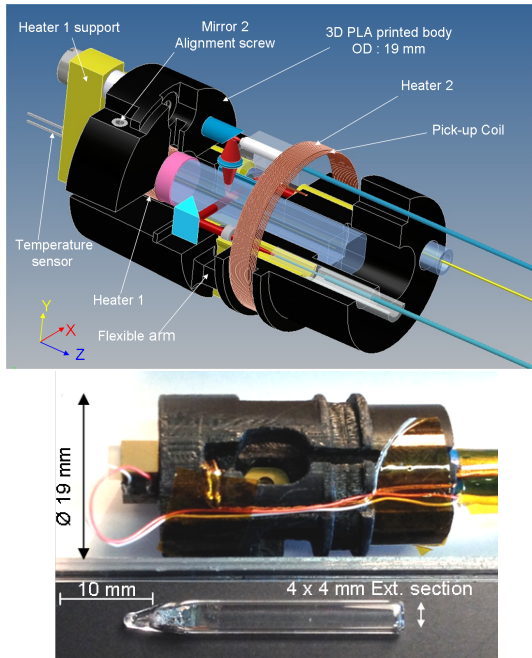 Heater 1 support
Mirror 2
Alignment screw
3D PLA printed body
OD : 19 mm
Heater 2
Pick-up Coil
Temperature
sensor
Heater 1
Flexible arm
Y
X
Z
Ø 19 mm
10 mm
4 x 4 mm Ext. section